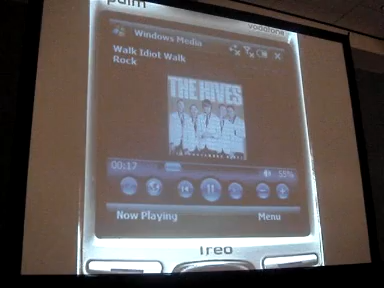 palm
vodafone
Windows Media
Walk Idiot Walk
Rock
THE HIVES
00:17
55%
Now Playing
Menu
Treo